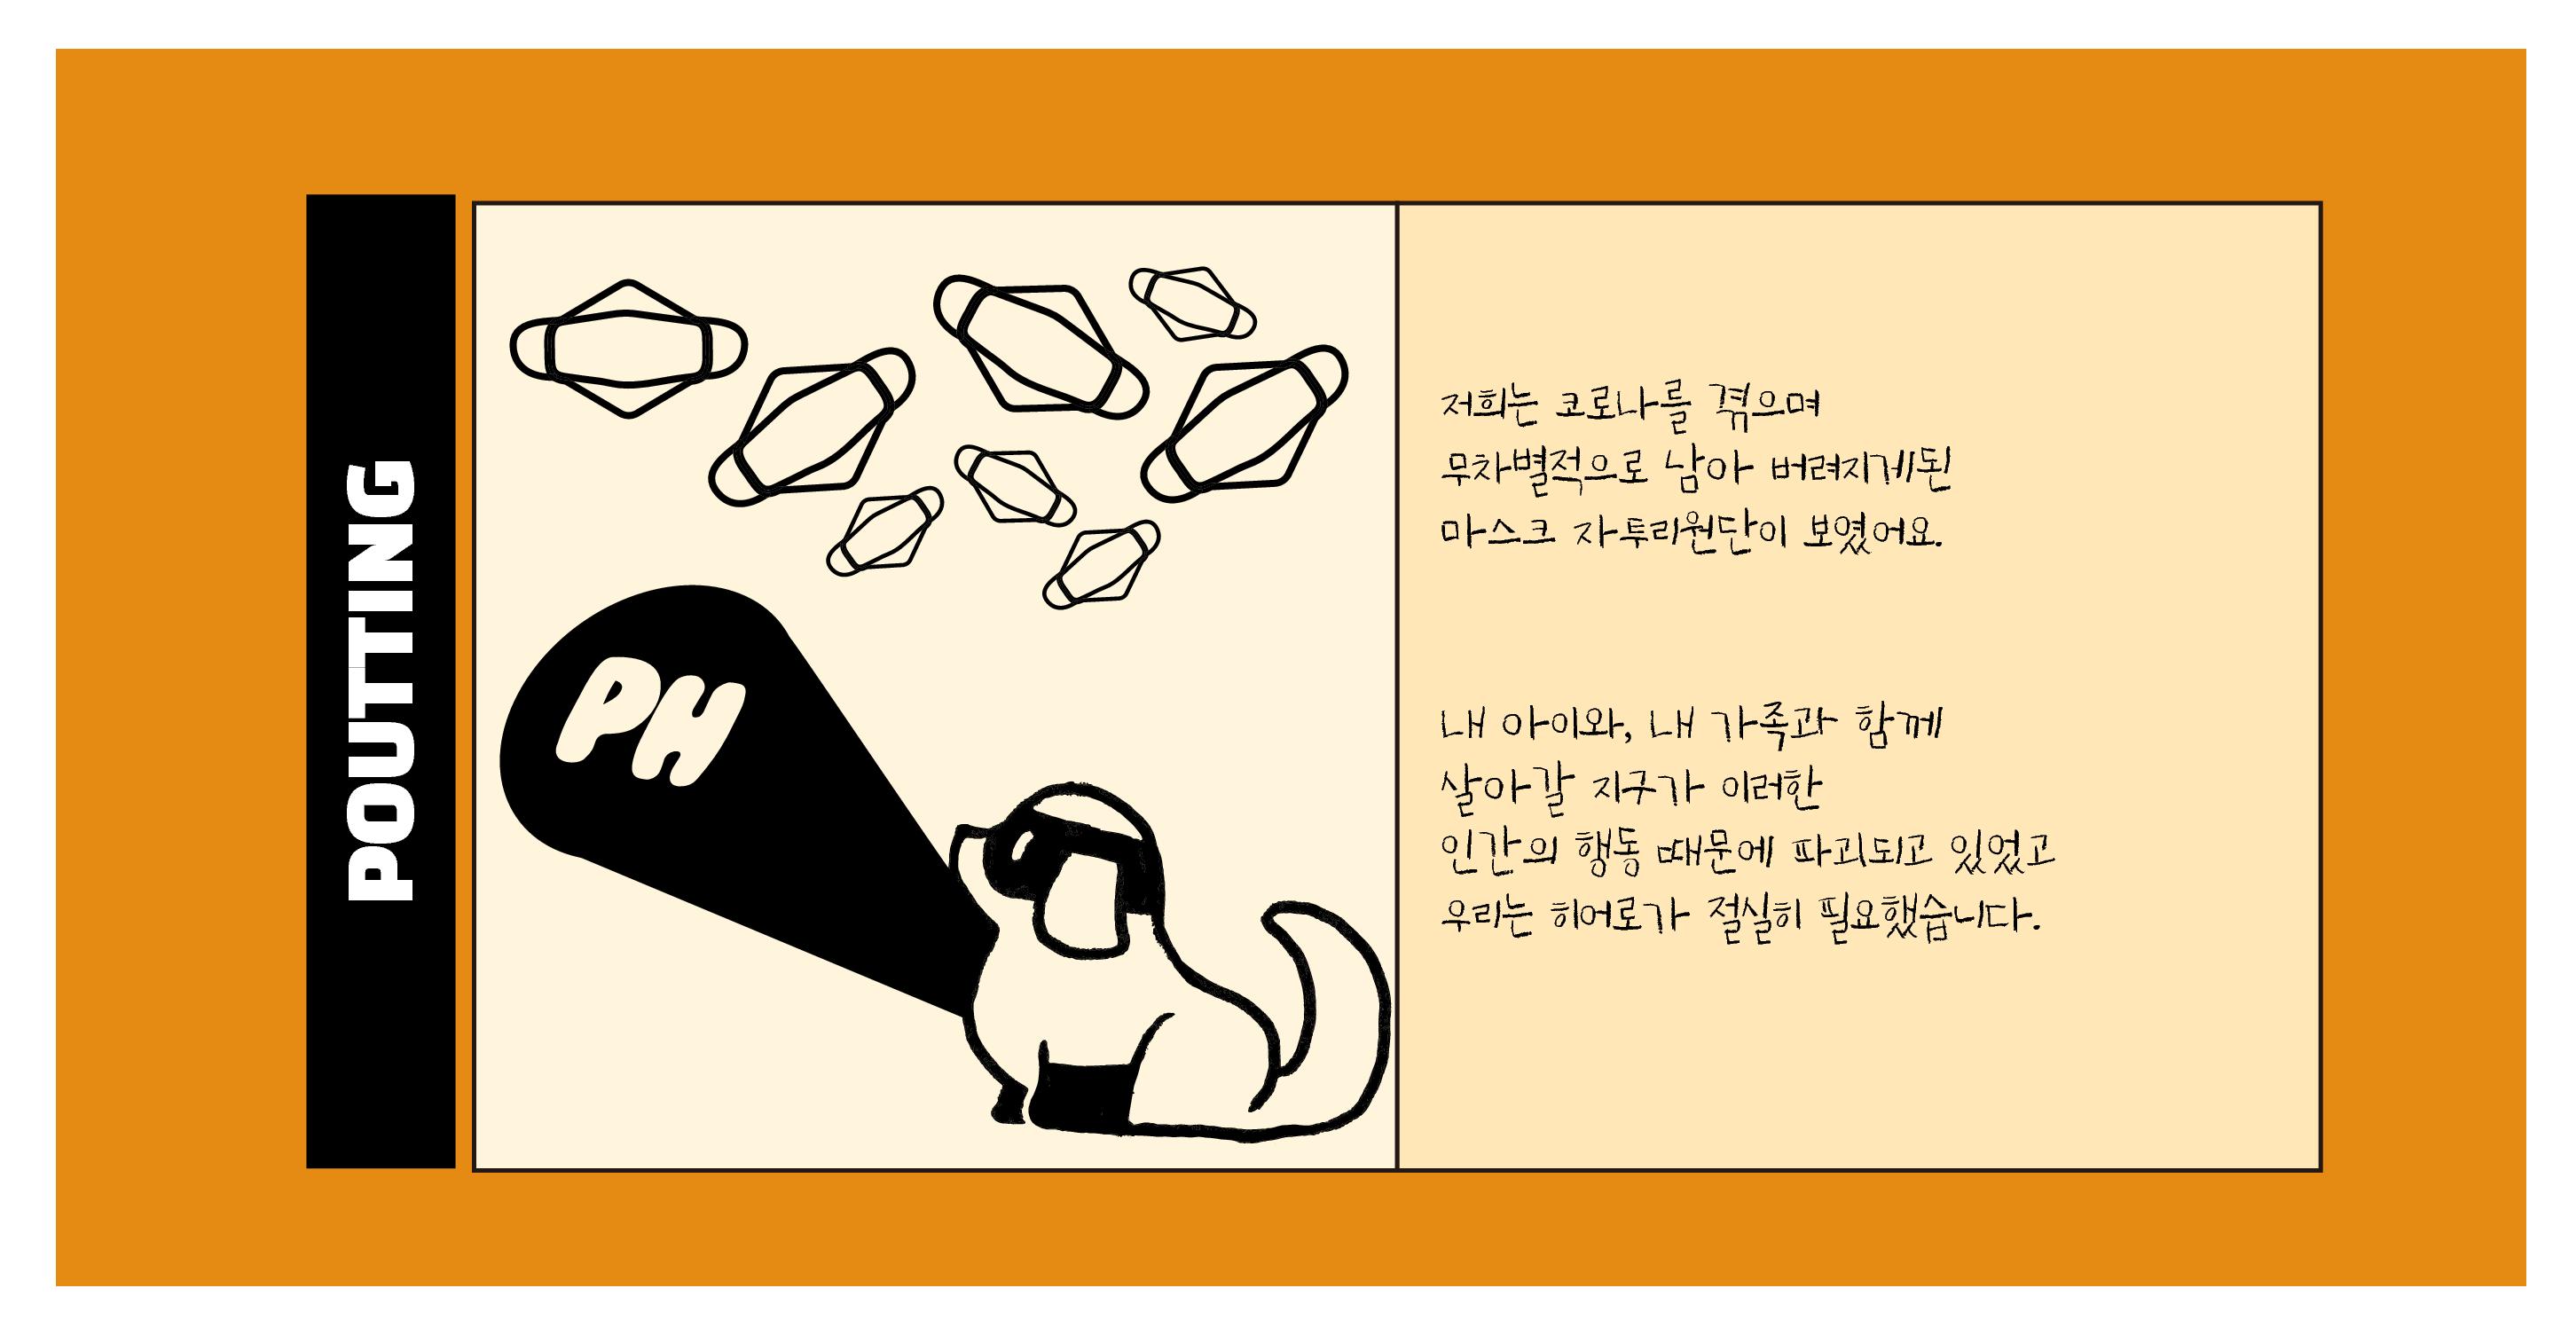 POUTTING
PH
저희는 코로나를 겪으며
무차별적으로 남아 버려지게된
마스크 자투리원단이 보였어요.
내 아이와, 내 가족과 함께
살아갈 지구가 이러한
인간의 행동 때문에 파괴되고 있었고
우리는 히어로가 절실히 필요했습니다.